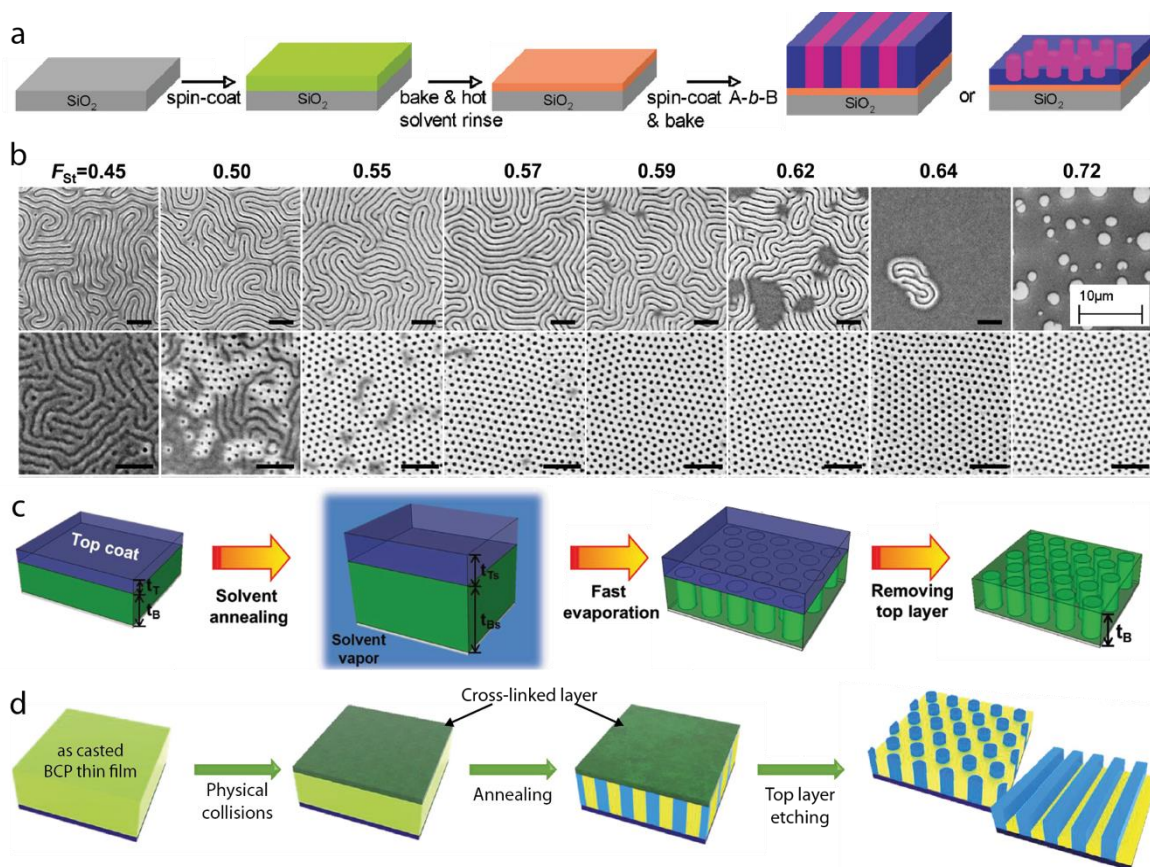 a
SiO2
spin-coat
SiO2
bake & hot
solvent rinse
SiO2
spin-coat A-b-B
& bake
SiO2
or
SiO2
b
FSt=0.45 0.50 0.55 0.57 0.59 0.62 0.64 0.72
10μm
c
Top coat
tT
tB
Solvent
annealing
tTs
tBs
Solvent
vapor
Fast
evaporation
Removing
top layer
tB
d
as casted
BCP thin film
Physical
collisions
Cross-linked layer
Annealing
Top layer
etching